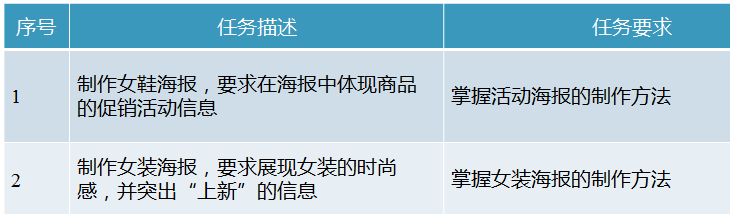 序号 任务描述 任务要求
1 制作女鞋海报，要求在海报中体现商品 掌握活动海报的制作方法
的促销活动信息
2 制作女装海报，要求展现女装的时尚 掌握女装海报的制作方法
感，并突出“上新”的信息